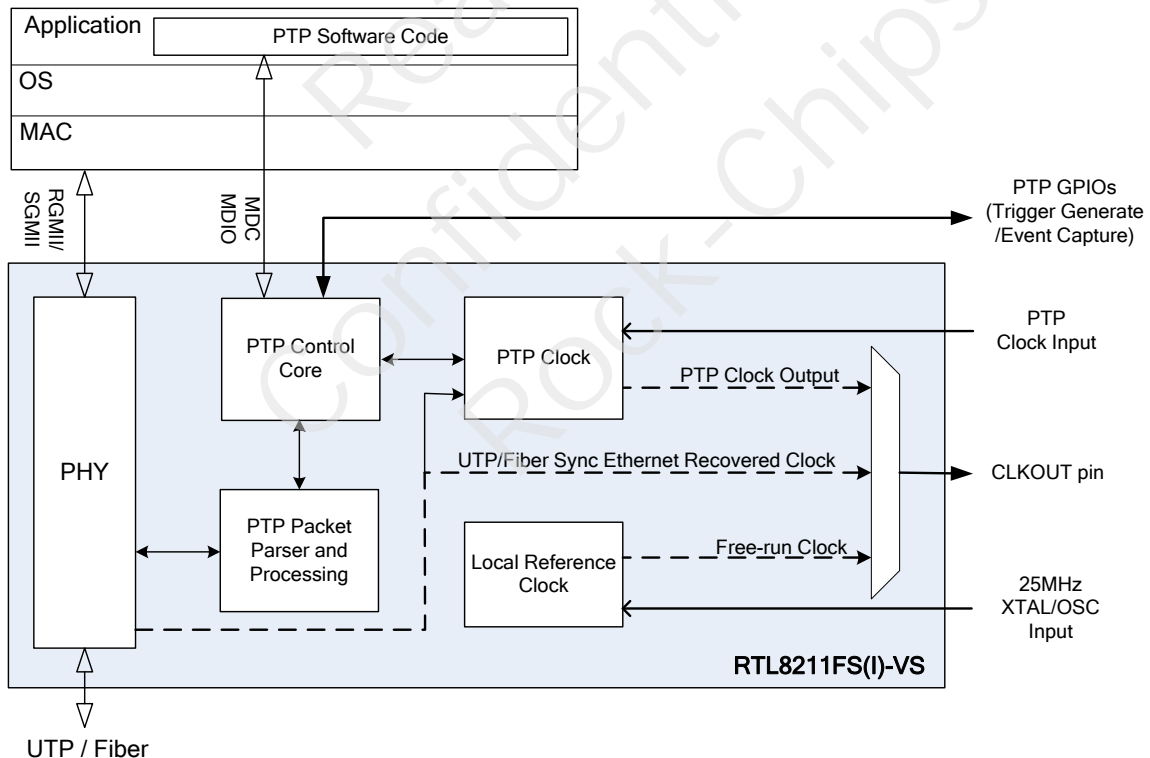 Application
PTP Software Code
OS
MAC
RGMII/
SGMII
MDC
MDIO
PTP GPIOs
(Trigger Generate
/Event Capture)
PTP Control
Core
PTP Clock
PTP
Clock Input
PTP Clock Output
PHY
UTP/Fiber Sync Ethernet Recovered Clock
CLKOUT pin
PTP Packet
Parser and
Processing
Local Reference
Clock
Free-run Clock
25MHz
XTAL/OSC
Input
RTL8211FS(I)-VS
UTP / Fiber
Rock-Chips